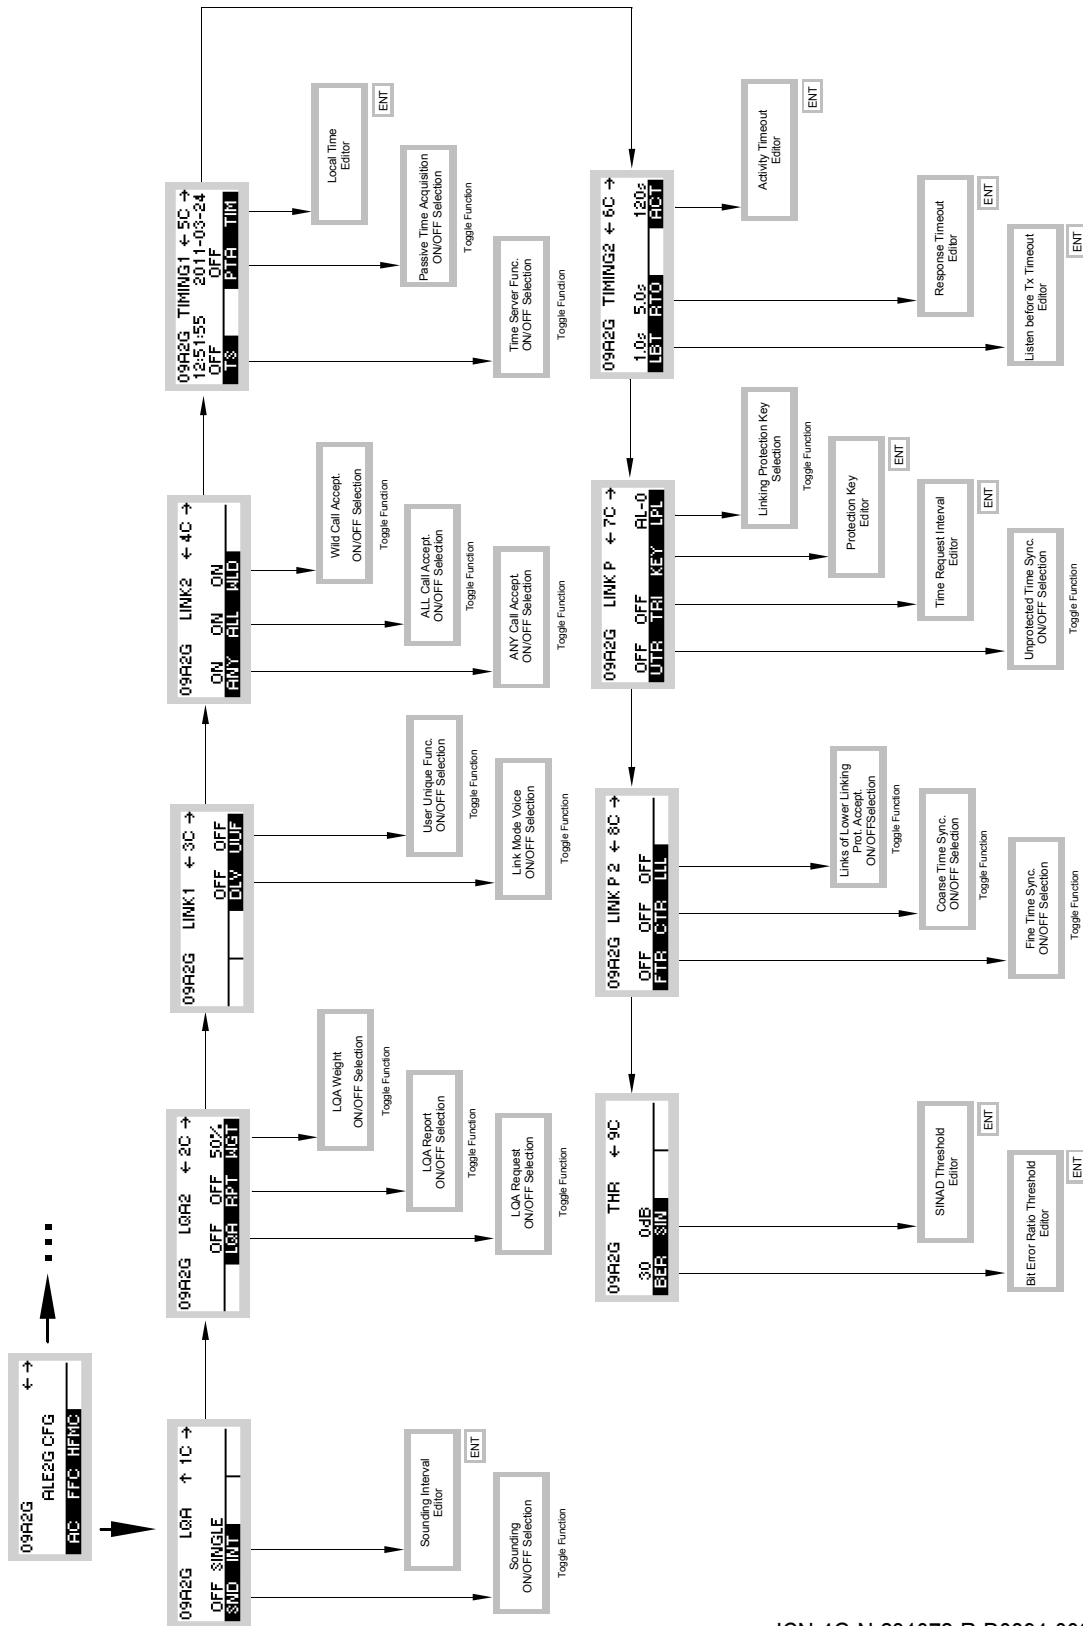 09A2G ← →
ALE2G CFG
AC FFC HFMC
09A2G LQA ↑ 1C →
OFF SINGLE
SND INT
Sounding Interval
Editor
ENT
Sounding
ON/OFF Selection
Toggle Function
09A2G LQA2 ← 2C →
OFF OFF 50%
LQA RPT WGT
LQA Weight
ON/OFF Selection
Toggle Function
LQA Report
ON/OFF Selection
Toggle Function
LQA Request
ON/OFF Selection
Toggle Function
09A2G LINK1 ← 3C →
OFF OFF
DLV UUF
User Unique Func.
ON/OFF Selection
Toggle Function
Link Mode Voice
ON/OFF Selection
Toggle Function
09A2G LINK2 ← 4C →
ON ON ON
ANY ALL WLD
Wild Call Accept.
ON/OFF Selection
Toggle Function
ALL Call Accept.
ON/OFF Selection
Toggle Function
ANY Call Accept.
ON/OFF Selection
Toggle Function
09A2G TIMING1 ← 5C →
12:51:55 2011-03-24
OFF OFF
TS PTA TIM
Local Time
Editor
ENT
Passive Time Acquisition
ON/OFF Selection
Toggle Function
Time Server Func.
ON/OFF Selection
Toggle Function
09A2G TIMING2 ← 6C →
1.0s 5.0s 120s
LBT RTO ACT
Activity Timeout
Editor
ENT
Response Timeout
Editor
ENT
Listen before Tx Timeout
Editor
ENT
09A2G LINK P ← 7C →
OFF OFF AL-0
UTR TRI KEY LPL
Linking Protection Key
Selection
Toggle Function
Protection Key
Editor
ENT
Time Request Interval
Editor
ENT
Unprotected Time Sync.
ON/OFF Selection
Toggle Function
09A2G LINK P 2 ← 8C →
OFF OFF OFF
FTR CTR LLL
Links of Lower Linking
Prot. Accept.
ON/OFFSelection
Toggle Function
Coarse Time Sync.
ON/OFF Selection
Toggle Function
Fine Time Sync.
ON/OFF Selection
Toggle Function
09A2G THR ← 9C
30 0dB
BER SIN
SINAD Threshold
Editor
ENT
Bit Error Ratio Threshold
Editor
ENT